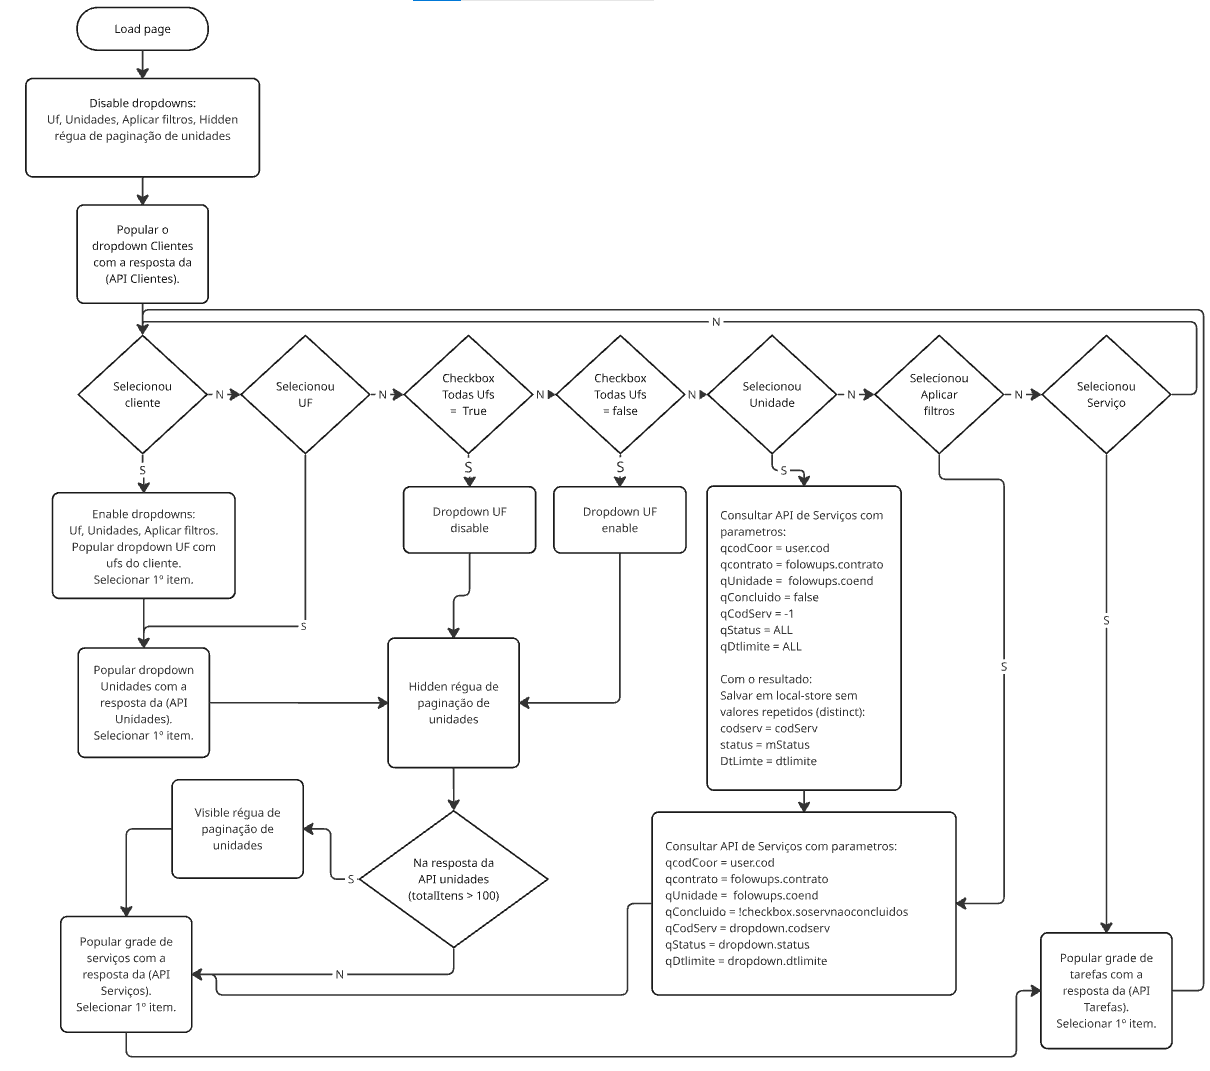 Load page
Disable dropdowns:
Uf, Unidades, Aplicar filtros, Hidden
régua de paginação de unidades
Popular o
dropdown Clientes
com a resposta da
(API Clientes).
N
Selecionou
cliente
N
Selecionou
UF
N
Checkbox
Todas Ufs
= True
N
Checkbox
Todas Ufs
= false
N
Selecionou
Unidade
N
Selecionou
Aplicar
filtros
N
Selecionou
Serviço
S
S
S
S
Enable dropdowns:
Uf, Unidades, Aplicar filtros.
Popular dropdown UF com
ufs do cliente.
Selecionar 1º item.
Dropdown UF
disable
Dropdown UF
enable
Consultar API de Serviços com
parametros:
qcodCoor = user.cod
qcontrato = folowups.contrato
qUnidade = folowups.coend
qConcluido = false
qCodServ = -1
qStatus = ALL
qDtlimite = ALL
Com o resultado:
Salvar em local-store sem
valores repetidos (distinct):
codserv = codServ
status = mStatus
DtLimte = dtlimite
S
S
S
Popular dropdown
Unidades com a
resposta da (API
Unidades).
Selecionar 1º item.
Hidden régua de
paginação de
unidades
Visible régua de
paginação de
unidades
S
Na resposta da
API unidades
(totalItens > 100)
Consultar API de Serviços com parametros:
qcodCoor = user.cod
qcontrato = folowups.contrato
qUnidade = folowups.coend
qConcluido = !checkbox.soservnaoconcluidos
qCodServ = dropdown.codserv
qStatus = dropdown.status
qDtlimite = dropdown.dtlimite
Popular grade de
serviços com a
resposta da (API
Serviços).
Selecionar 1º item.
N
Popular grade de
tarefas com a
resposta da (API
Tarefas).
Selecionar 1º item.